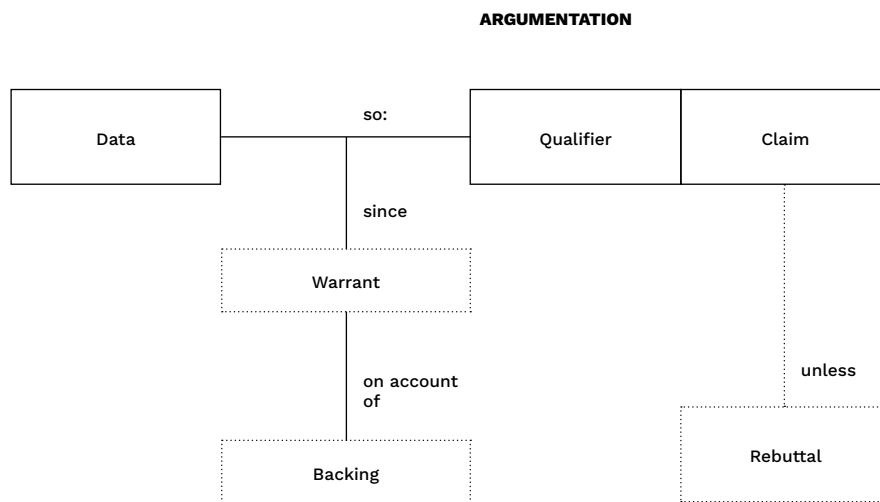 ARGUMENTATION
so:
Data
Qualifier
Claim
since
Warrant
unless
on account
of
Rebuttal
Backing